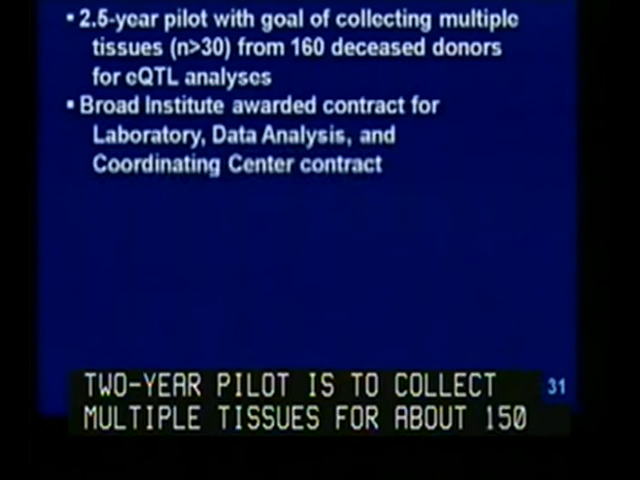 ▪ 2.5-year pilot with goal of collecting multiple
tissues (n>30) from 160 deceased donors
for eQTL analyses
▪ Broad Institute awarded contract for
Laboratory, Data Analysis, and
Coordinating Center contract
TWO-YEAR PILOT IS TO COLLECT
31
MULTIPLE TISSUES FOR ABOUT 150